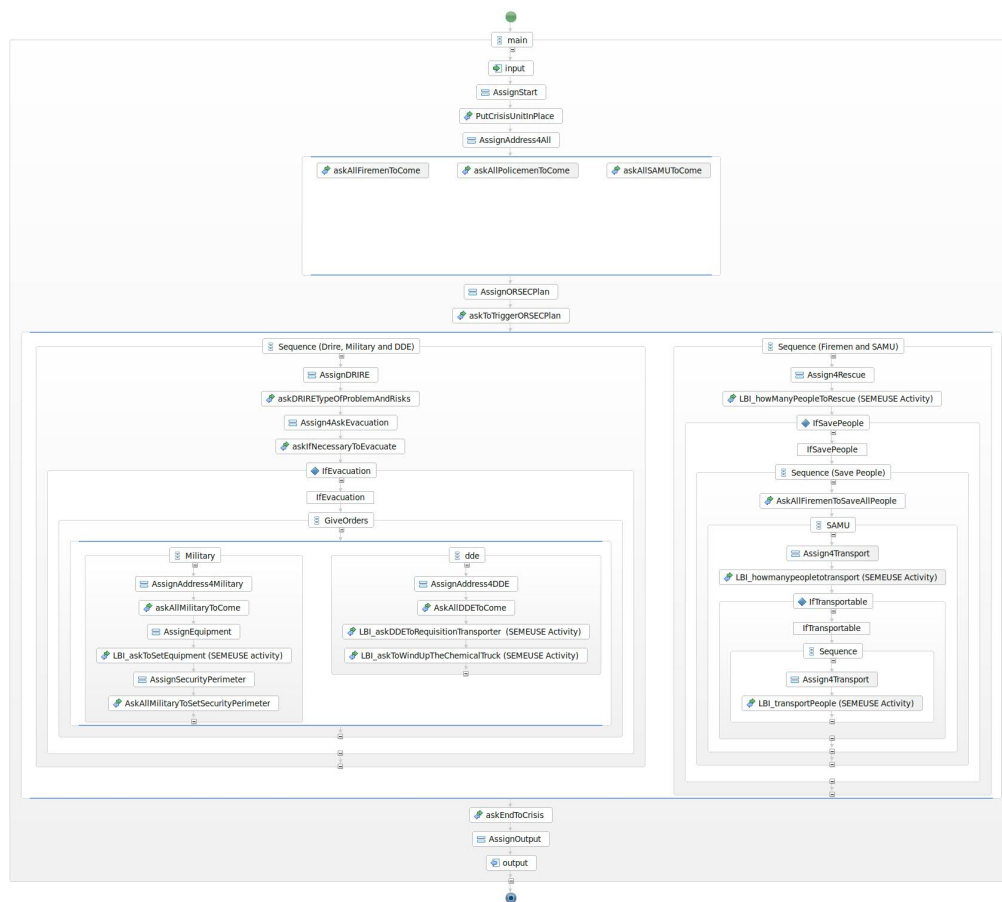 main
input
AssignStart
PutCrisisUnitInPlace
AssignAddress4All
askAllFiremenToCome
askAllPolicemenToCome
askAllSAMUToCome
AssignORSECPlan
askToTriggerORSECPlan
Sequence (Drire, Military and DDE)
AssignDRIRE
askDRIRETypeOfProblemAndRisks
Assign4AskEvacuation
askIfNecessaryToEvacuate
IfEvacuation
IfEvacuation
GiveOrders
Military
AssignAddress4Military
askAllMilitaryToCome
AssignEquipment
LBI_askToSetEquipment (SEMEUSE activity)
AssignSecurityPerimeter
AskAllMilitaryToSetSecurityPerimeter
dde
AssignAddress4DDE
AskAllDDEToCome
LBI_askDDEToRequisitionTransporter (SEMEUSE Activity)
LBI_askToWindUpTheChemicalTruck (SEMEUSE Activity)
Sequence (Firemen and SAMU)
Assign4Rescue
LBI_howManyPeopleToRescue (SEMEUSE Activity)
IfSavePeople
IfSavePeople
Sequence (Save People)
AskAllFiremenToSaveAllPeople
SAMU
Assign4Transport
LBI_howmanypeopletotransport (SEMEUSE Activity)
IfTransportable
IfTransportable
Sequence
Assign4Transport
LBI_transportPeople (SEMEUSE Activity)
askEndToCrisis
AssignOutput
output